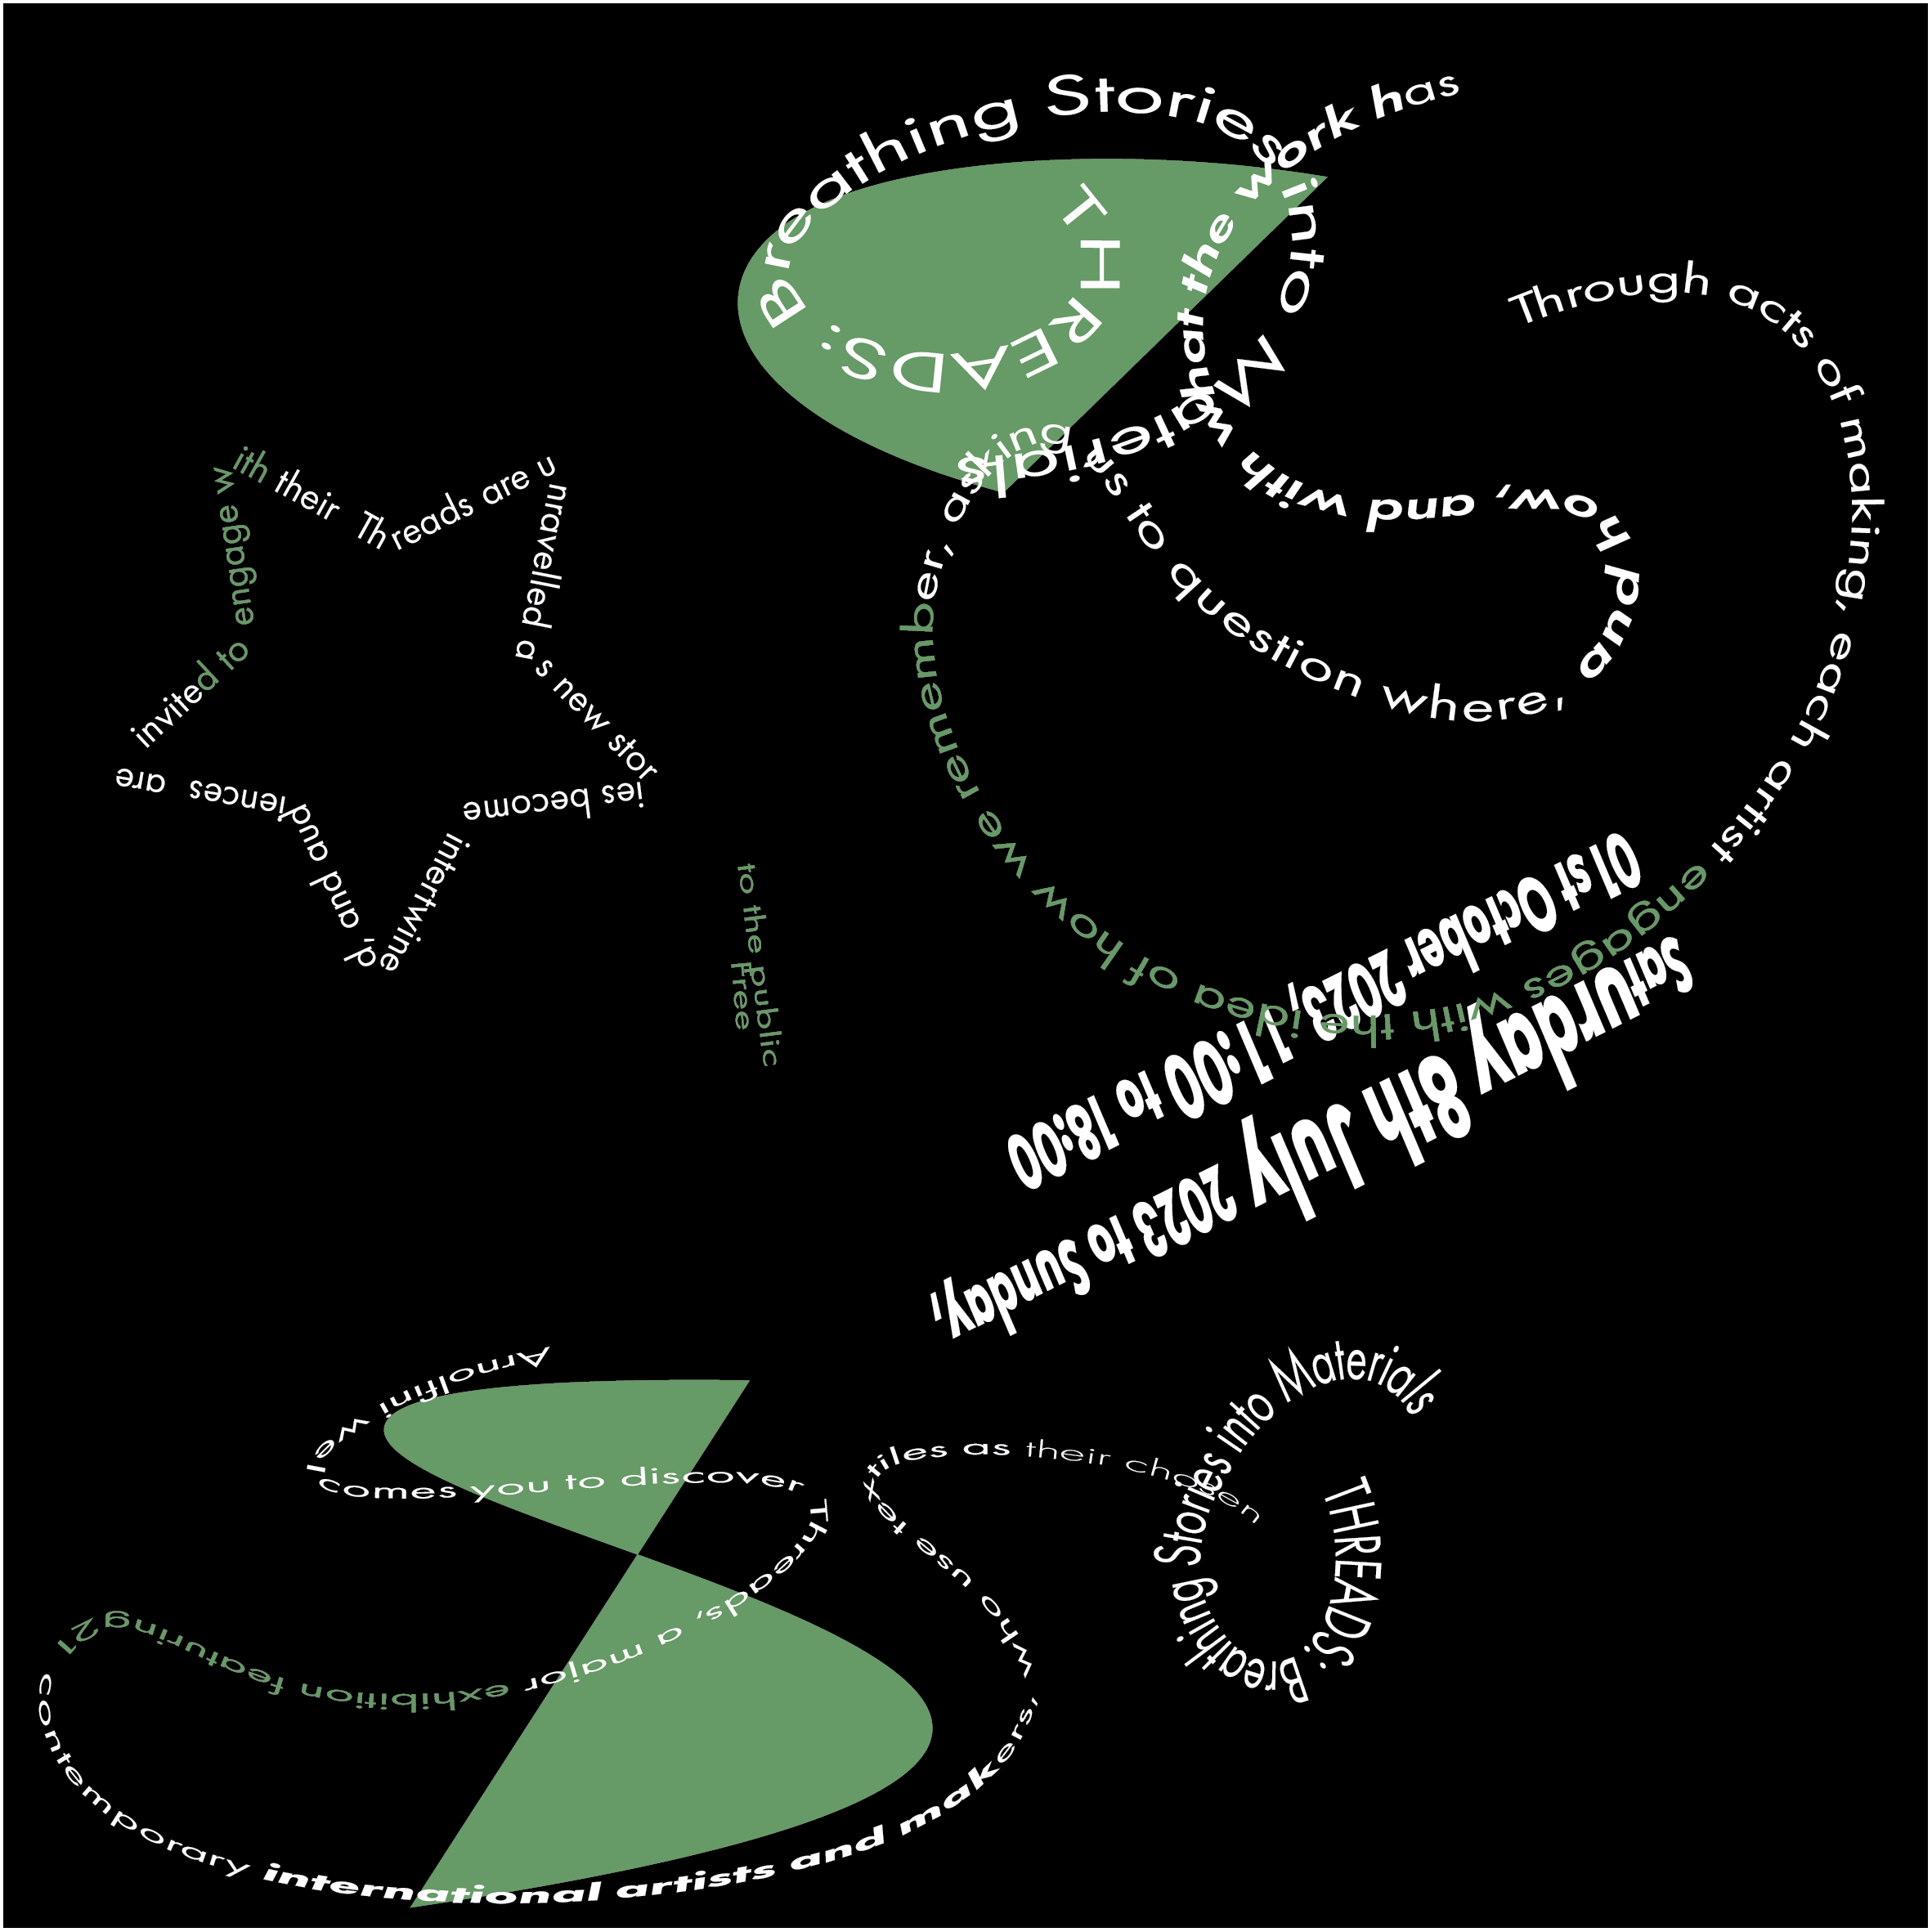 THREADS:
Breathing Stories into Materials
Through acts of making, each artist engages with the idea of how we remember, asking us to question where, and how, and with what the work has
Threads are unravelled as new stories become intertwined, and audiences are invited to engage with their
Free
to the public
Saturday 8th July 2023 to Sunday,
01st October 2023, 11:00 to 18:00
Arnolfini welcomes you to discover Threads, a major exhibition featuring 21 contemporary international artists and makers, who use textiles as their chosen
THREADS: Breathing Stories into Materials